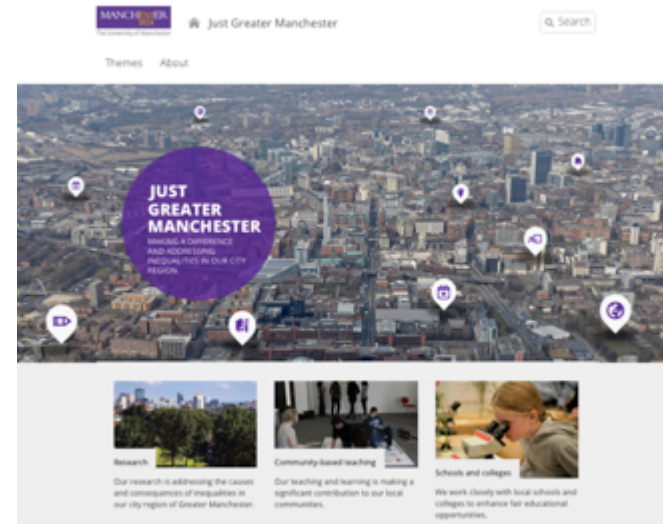 MANCHESTER
1824
The University of Manchester
Just Greater Manchester
Search
Themes About
JUST
GREATER
MANCHESTER
MAKING A DIFFERENCE
AND ADDRESSING
INEQUALITIES IN OUR CITY
REGION
Research
Our research is addressing the causes
and consequences of inequalities in
our city region of Greater Manchester.
Community-based teaching
Our teaching and learning is making a
significant contribution to our local
communities.
Schools and colleges
We work closely with local schools and
colleges to enhance fair educational
opportunities.